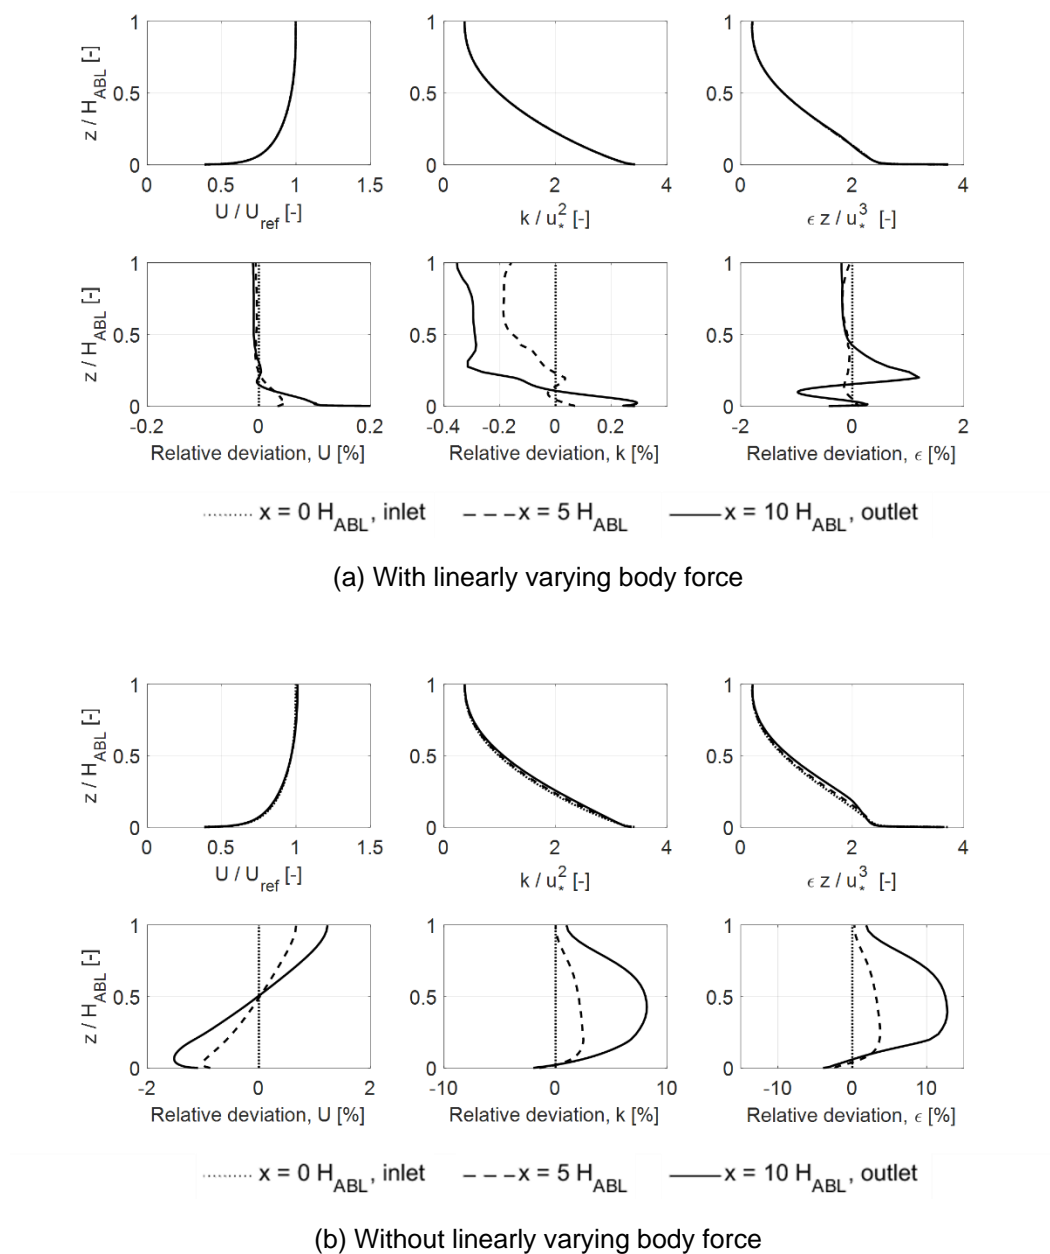 1 1 1
z / H_ABL [-] 0.5 0.5 0.5
0 0 0
0 0.5 1 1.5 0 2 4 0 2 4
U / U_ref [-] k / u_*^2 [-] ϵ z / u_*^3 [-]
1 1 1
z / H_ABL [-] 0.5 0.5 0.5
0 0 0
-0.2 0 0.2 -0.4 -0.2 0 0.2 -2 0 2
Relative deviation, U [%] Relative deviation, k [%] Relative deviation, ϵ [%]
x = 0 H_ABL, inlet x = 5 H_ABL x = 10 H_ABL, outlet
(a) With linearly varying body force
1 1 1
z / H_ABL [-] 0.5 0.5 0.5
0 0 0
0 0.5 1 1.5 0 2 4 0 2 4
U / U_ref [-] k / u_*^2 [-] ϵ z / u_*^3 [-]
1 1 1
z / H_ABL [-] 0.5 0.5 0.5
0 0 0
-2 0 2 -10 0 10 -10 0 10
Relative deviation, U [%] Relative deviation, k [%] Relative deviation, ϵ [%]
x = 0 H_ABL, inlet x = 5 H_ABL x = 10 H_ABL, outlet
(b) Without linearly varying body force